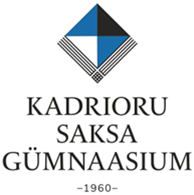 KADRIORU
SAKSA
GÜMNAASIUM
–1960–